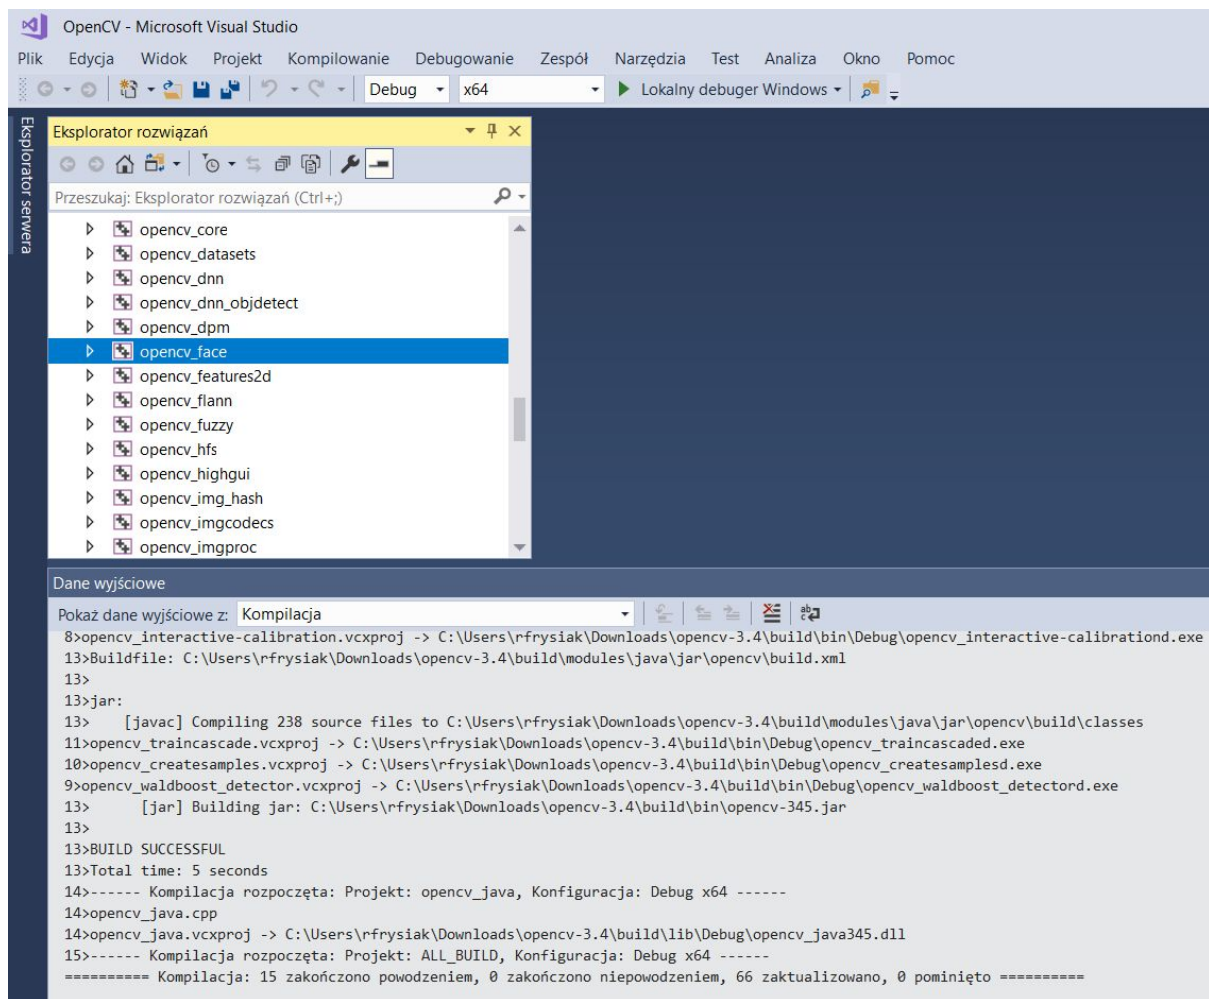 OpenCV - Microsoft Visual Studio
Plik Edycja Widok Projekt Kompilowanie Debugowanie Zespół Narzędzia Test Analiza Okno Pomoc
Debug x64 Lokalny debuger Windows
Eksplorator serwera
Eksplorator rozwiązań
Przeszukaj: Eksplorator rozwiązań (Ctrl+;)
opencv_core
opencv_datasets
opencv_dnn
opencv_dnn_objdetect
opencv_dpm
opencv_face
opencv_features2d
opencv_flann
opencv_fuzzy
opencv_hfs
opencv_highgui
opencv_img_hash
opencv_imgcodecs
opencv_imgproc
Dane wyjściowe
Pokaż dane wyjściowe z: Kompilacja
8>opencv_interactive-calibration.vcxproj -> C:\Users\rfrysiak\Downloads\opencv-3.4\build\bin\Debug\opencv_interactive-calibrationd.exe
13>Buildfile: C:\Users\rfrysiak\Downloads\opencv-3.4\build\modules\java\jar\opencv\build.xml
13>
13>jar:
13>    [javac] Compiling 238 source files to C:\Users\rfrysiak\Downloads\opencv-3.4\build\modules\java\jar\opencv\build\classes
11>opencv_traincascade.vcxproj -> C:\Users\rfrysiak\Downloads\opencv-3.4\build\bin\Debug\opencv_traincascaded.exe
10>opencv_createsamples.vcxproj -> C:\Users\rfrysiak\Downloads\opencv-3.4\build\bin\Debug\opencv_createsamplesd.exe
9>opencv_waldboost_detector.vcxproj -> C:\Users\rfrysiak\Downloads\opencv-3.4\build\bin\Debug\opencv_waldboost_detectord.exe
13>      [jar] Building jar: C:\Users\rfrysiak\Downloads\opencv-3.4\build\bin\opencv-345.jar
13>
13>BUILD SUCCESSFUL
13>Total time: 5 seconds
14>------ Kompilacja rozpoczęta: Projekt: opencv_java, Konfiguracja: Debug x64 ------
14>opencv_java.cpp
14>opencv_java.vcxproj -> C:\Users\rfrysiak\Downloads\opencv-3.4\build\lib\Debug\opencv_java345.dll
15>------ Kompilacja rozpoczęta: Projekt: ALL_BUILD, Konfiguracja: Debug x64 ------
========== Kompilacja: 15 zakończono powodzeniem, 0 zakończono niepowodzeniem, 66 zaktualizowano, 0 pominięto ==========